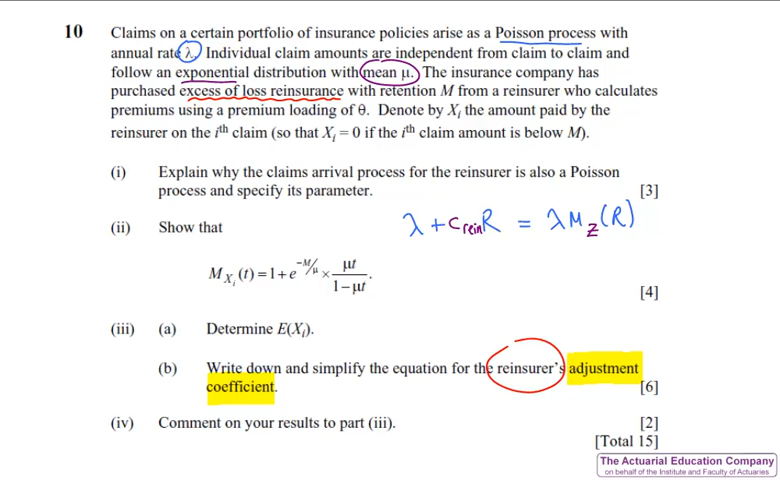 10 Claims on a certain portfolio of insurance policies arise as a Poisson process with
annual rate λ. Individual claim amounts are independent from claim to claim and
follow an exponential distribution with mean μ. The insurance company has
purchased excess of loss reinsurance with retention M from a reinsurer who calculates
premiums using a premium loading of θ. Denote by Xᵢ the amount paid by the
reinsurer on the iᵗʰ claim (so that Xᵢ = 0 if the iᵗʰ claim amount is below M).
(i) Explain why the claims arrival process for the reinsurer is also a Poisson
process and specify its parameter. [3]
λ + c_rein R = λ M_Z (R)
(ii) Show that
M_{Xᵢ}(t) = 1 + e^{−M/μ} × μt / (1 − μt).
[4]
(iii) (a) Determine E(Xᵢ).
(b) Write down and simplify the equation for the reinsurer's adjustment
coefficient. [6]
(iv) Comment on your results to part (iii). [2]
[Total 15]
The Actuarial Education Company
on behalf of the Institute and Faculty of Actuaries